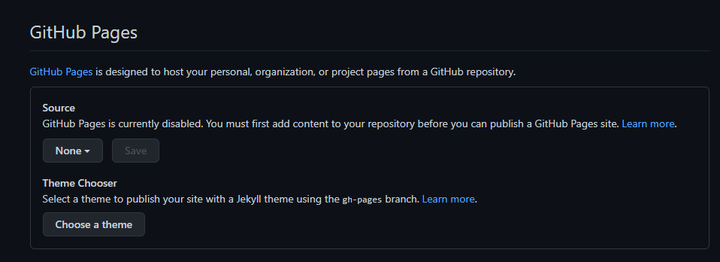 GitHub Pages
GitHub Pages is designed to host your personal, organization, or project pages from a GitHub repository.
Source
GitHub Pages is currently disabled. You must first add content to your repository before you can publish a GitHub Pages site. Learn more.
None Save
Theme Chooser
Select a theme to publish your site with a Jekyll theme using the gh-pages branch. Learn more.
Choose a theme